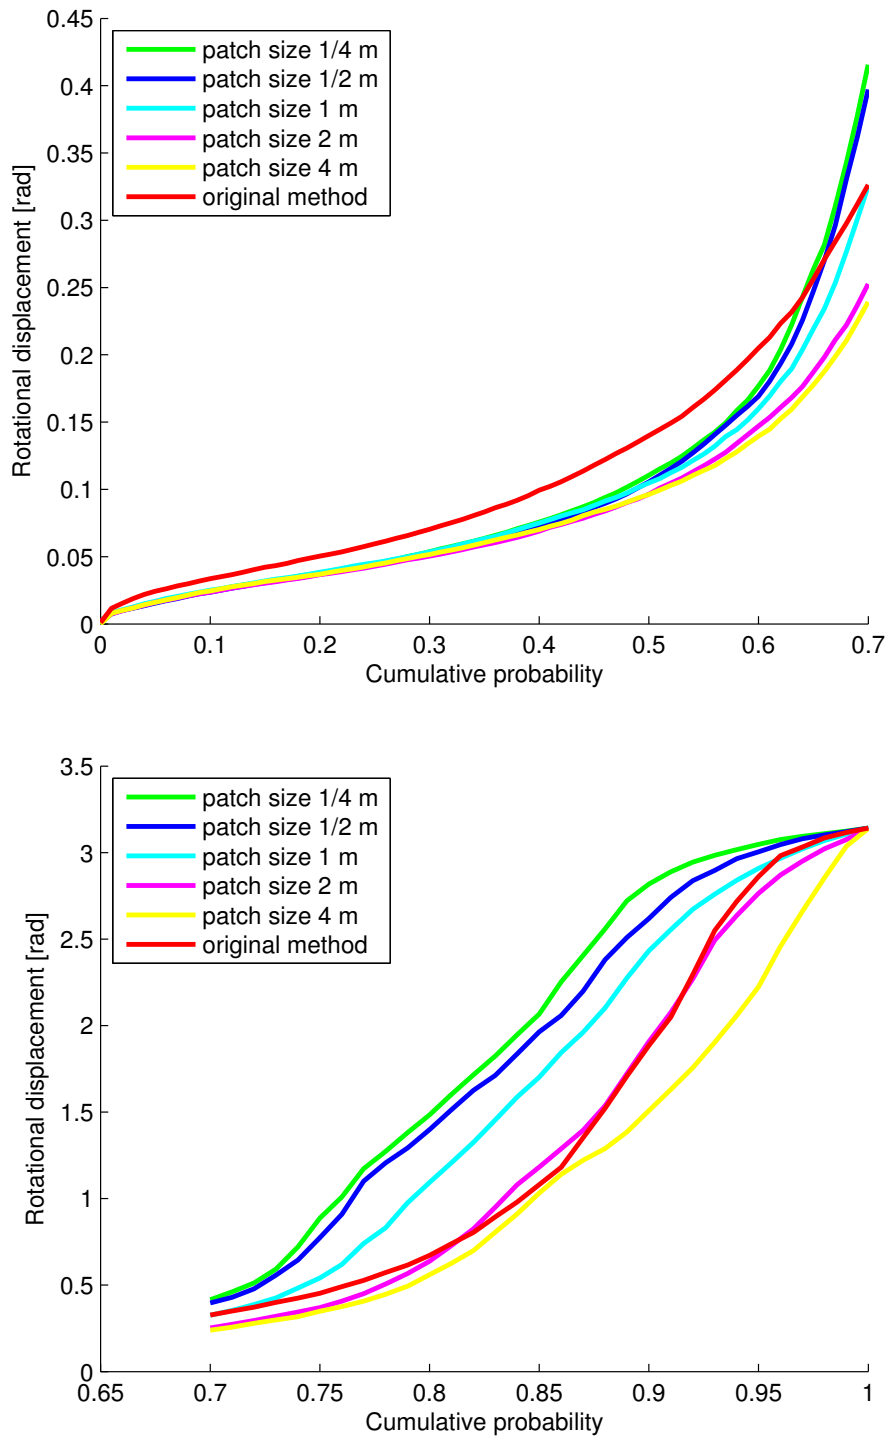 0.45
0.4
0.35
0.3
0.25
0.2
0.15
0.1
0.05
0
Rotational displacement [rad]
patch size 1/4 m
patch size 1/2 m
patch size 1 m
patch size 2 m
patch size 4 m
original method
0 0.1 0.2 0.3 0.4 0.5 0.6 0.7
Cumulative probability
3.5
3
2.5
2
1.5
1
0.5
0
Rotational displacement [rad]
patch size 1/4 m
patch size 1/2 m
patch size 1 m
patch size 2 m
patch size 4 m
original method
0.65 0.7 0.75 0.8 0.85 0.9 0.95 1
Cumulative probability